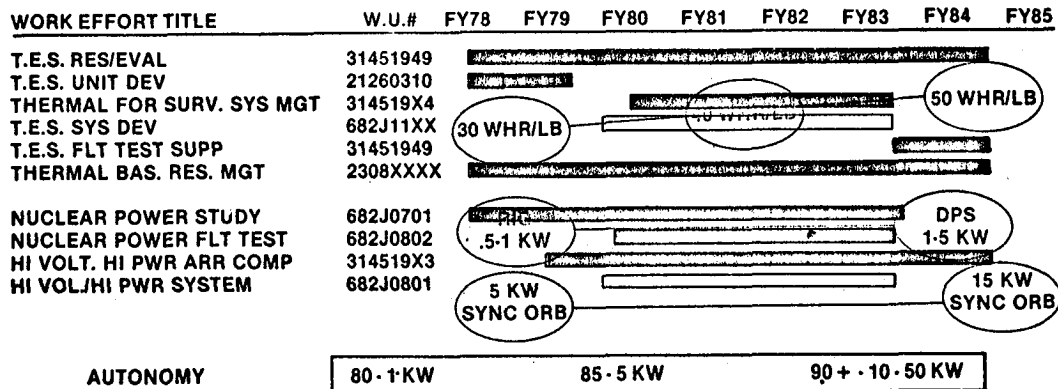 WORK EFFORT TITLE W.U.# FY78 FY79 FY80 FY81 FY82 FY83 FY84 FY85
T.E.S. RES/EVAL 31451949
T.E.S. UNIT DEV 21260310
THERMAL FOR SURV. SYS MGT 314519X4
T.E.S. SYS DEV 682J11XX
T.E.S. FLT TEST SUPP 31451949
THERMAL BAS. RES. MGT 2308XXXX
30 WHR/LB
WHR/LB
50 WHR/LB
NUCLEAR POWER STUDY 682J0701
NUCLEAR POWER FLT TEST 682J0802
HI VOLT. HI PWR ARR COMP 314519X3
HI VOL./HI PWR SYSTEM 682J0801
.5-1 KW
DPS
1-5 KW
5 KW
SYNC ORB
15 KW
SYNC ORB
AUTONOMY 80 - 1 KW 85 - 5 KW 90 + - 10 - 50 KW